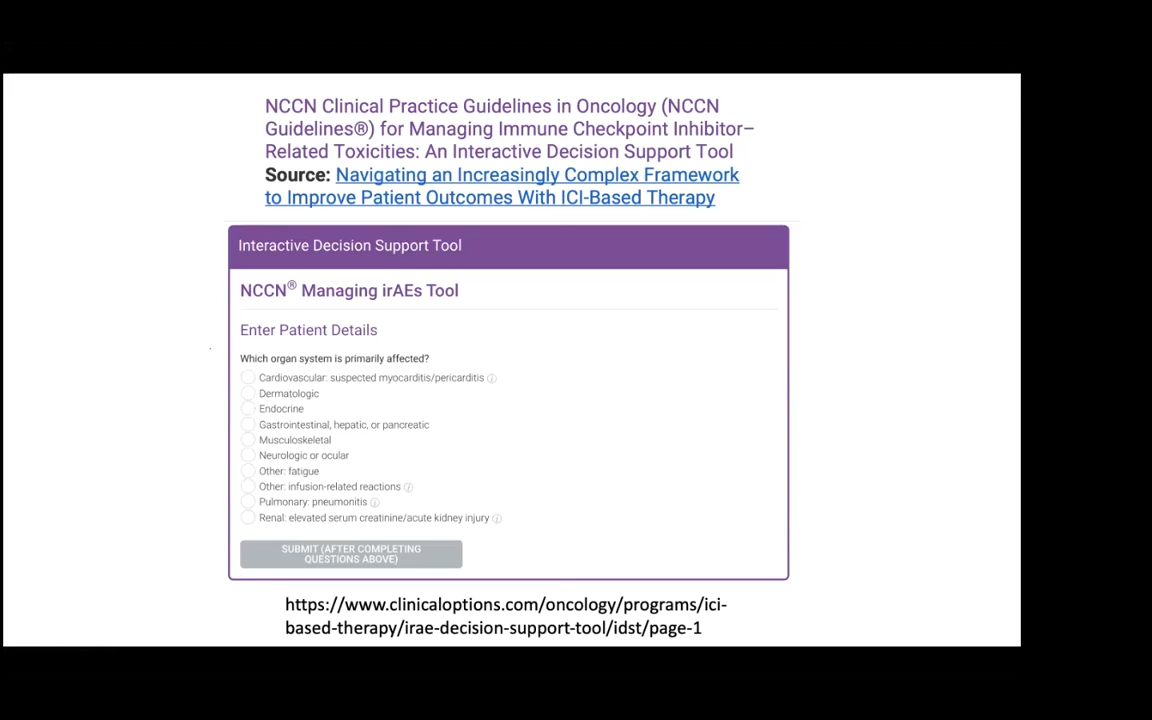 NCCN Clinical Practice Guidelines in Oncology (NCCN
Guidelines®) for Managing Immune Checkpoint Inhibitor–
Related Toxicities: An Interactive Decision Support Tool
Source: Navigating an Increasingly Complex Framework
to Improve Patient Outcomes With ICI-Based Therapy
Interactive Decision Support Tool
NCCN® Managing irAEs Tool
Enter Patient Details
Which organ system is primarily affected?
Cardiovascular: suspected myocarditis/pericarditis
Dermatologic
Endocrine
Gastrointestinal, hepatic, or pancreatic
Musculoskeletal
Neurologic or ocular
Other: fatigue
Other: infusion-related reactions
Pulmonary: pneumonitis
Renal: elevated serum creatinine/acute kidney injury
SUBMIT (AFTER COMPLETING
QUESTIONS ABOVE)
https://www.clinicaloptions.com/oncology/programs/ici-
based-therapy/irae-decision-support-tool/idst/page-1